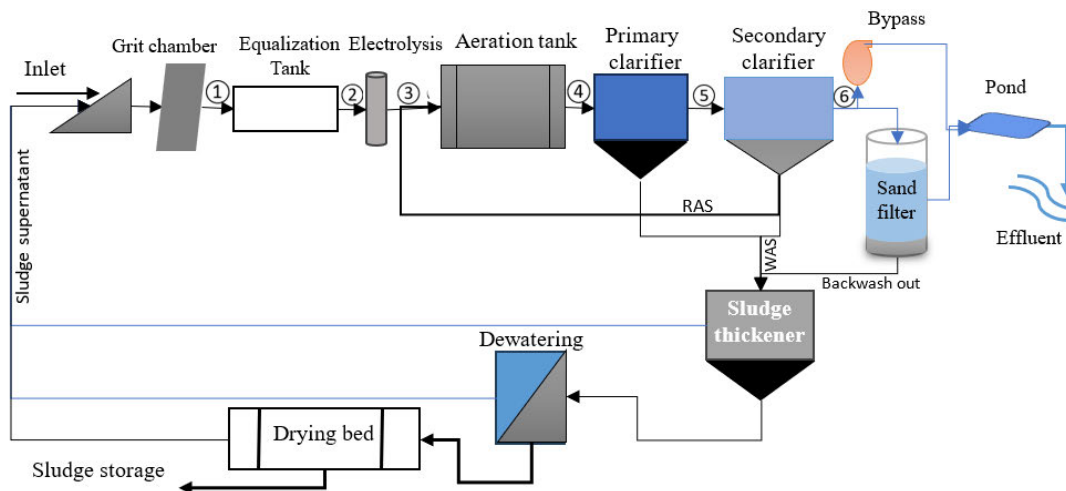 Inlet
Grit chamber
Equalization
Tank
Electrolysis
Aeration tank
Primary
clarifier
Secondary
clarifier
Bypass
Pond
1
2
3
4
5
6
Sand
filter
Effluent
RAS
WAS
Backwash out
Sludge supernatant
Sludge
thickener
Dewatering
Drying bed
Sludge storage